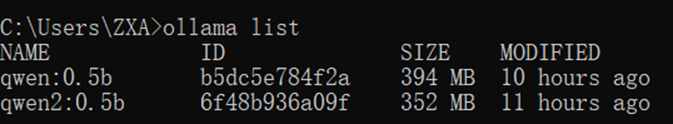 C:\Users\ZXA>ollama list
NAME ID SIZE MODIFIED
qwen:0.5b b5dc5e784f2a 394 MB 10 hours ago
qwen2:0.5b 6f48b936a09f 352 MB 11 hours ago